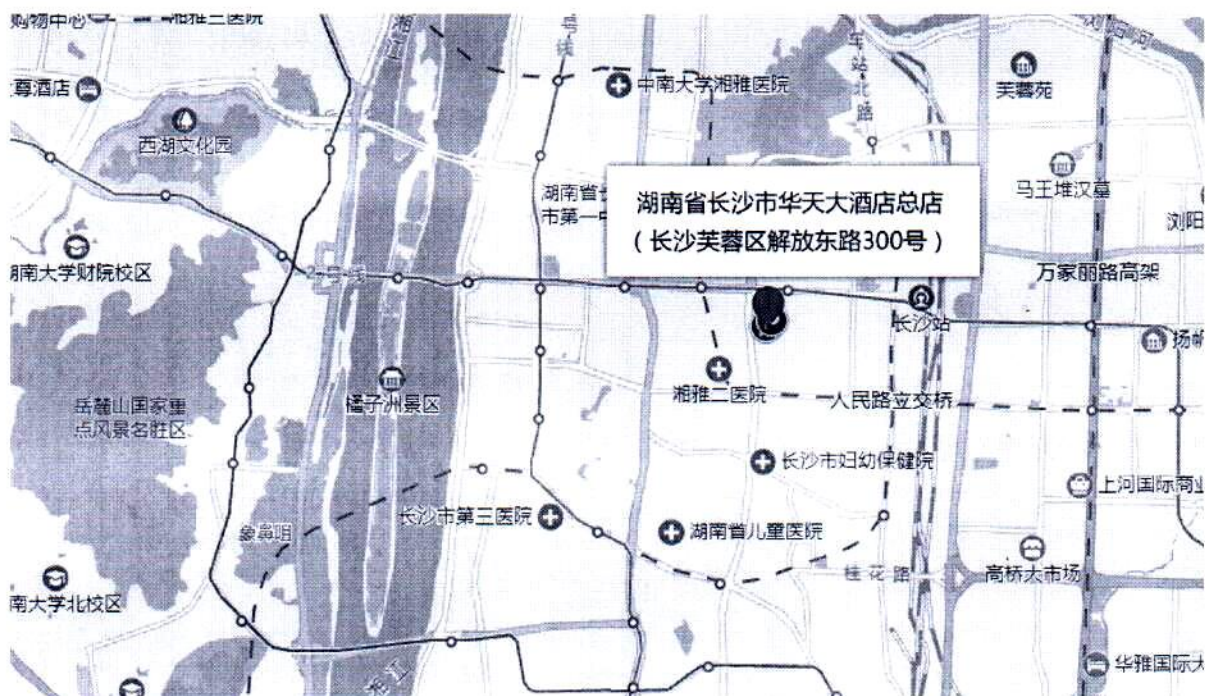 购物中心
湘雅三医院
湘江
号线
浏阳河
车站北路
中南大学湘雅医院
芙蓉苑
尊酒店
西湖文化园
马王堆汉墓
湖南省长沙市华天大酒店总店
（长沙芙蓉区解放东路300号）
湖南省长
市第一中
浏阳
湖南大学财院校区
2号线
万家丽路高架
长沙站
扬帆
湘雅二医院
人民路立交桥
橘子洲景区
岳麓山国家重
点风景名胜区
长沙市妇幼保健院
上河国际商业
长沙市第三医院
湖南省儿童医院
象鼻咀
桂花路
高桥大市场
南大学北校区
华雅国际大
湘江